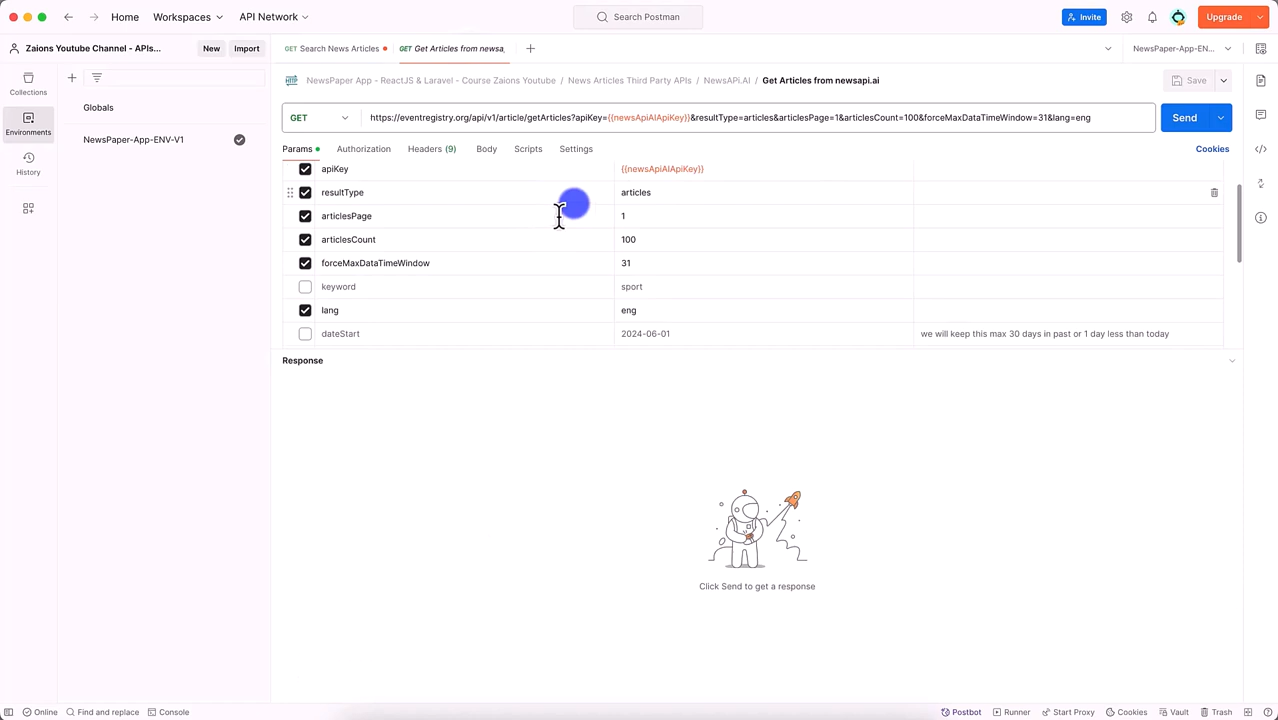 Home Workspaces API Network Search Postman Invite Upgrade
Zaions Youtube Channel - APIs... New Import GET Search News Articles GET Get Articles from newsa, NewsPaper-App-EN...
Collections
Environments
History
Globals
NewsPaper-App-ENV-V1
HTTP NewsPaper App - ReactJS & Laravel - Course Zaions Youtube / News Articles Third Party APIs / NewsAPi.AI / Get Articles from newsapi.ai Save
GET https://eventregistry.org/api/v1/article/getArticles?apiKey={{newsApiAIApiKey}}&resultType=articles&articlesPage=1&articlesCount=100&forceMaxDataTimeWindow=31&lang=eng Send
Params Authorization Headers (9) Body Scripts Settings Cookies
apiKey {{newsApiAIApiKey}}
resultType articles
articlesPage 1
articlesCount 100
forceMaxDataTimeWindow 31
keyword sport
lang eng
dateStart 2024-06-01 we will keep this max 30 days in past or 1 day less than today
Response
Click Send to get a response
Online Find and replace Console Postbot Runner Start Proxy Cookies Vault Trash